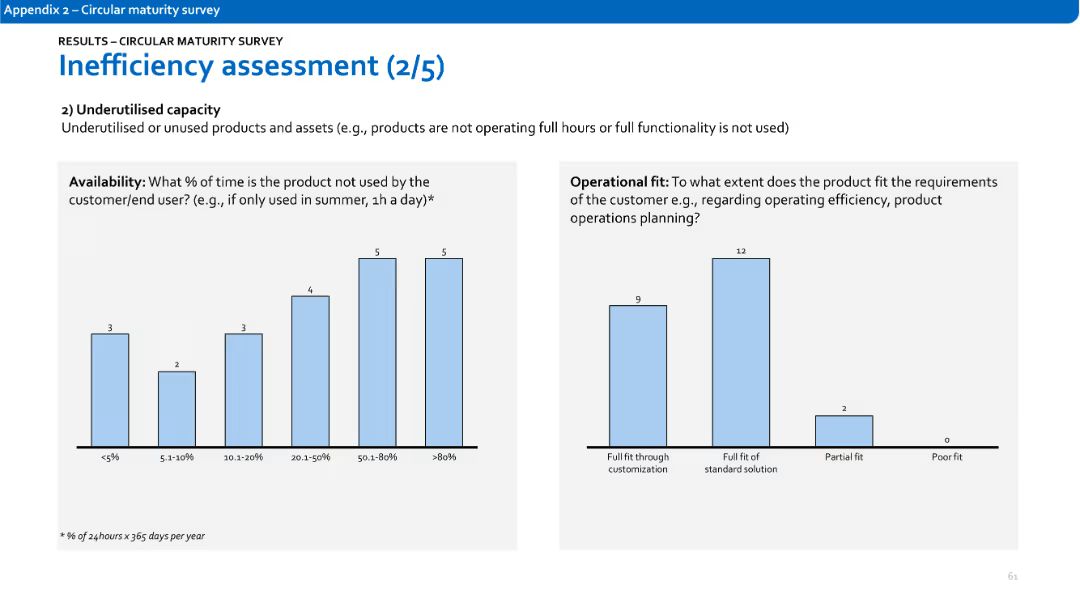 Appendix 2 – Circular maturity survey
RESULTS – CIRCULAR MATURITY SURVEY
Inefficiency assessment (2/5)
2) Underutilised capacity
Underutilised or unused products and assets (e.g., products are not operating full hours or full functionality is not used)
Availability: What % of time is the product not used by the
customer/end user? (e.g., if only used in summer, 1h a day)*
3
2
3
4
5
5
<5%
5.1-10%
10.1-20%
20.1-50%
50.1-80%
>80%
* % of 24hours x 365 days per year
Operational fit: To what extent does the product fit the requirements
of the customer e.g., regarding operating efficiency, product
operations planning?
9
12
2
0
Full fit through
customization
Full fit of
standard solution
Partial fit
Poor fit
61